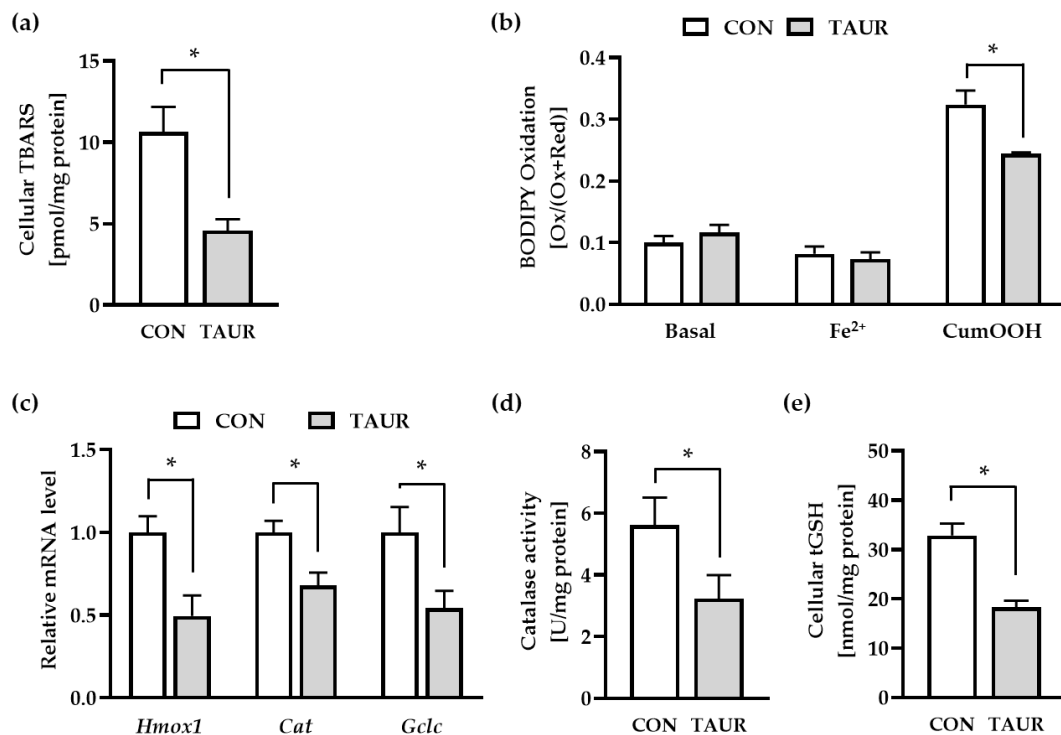 (a)
*
Cellular TBARS
[pmol/mg protein]
15
10
5
0
CON TAUR
(b)
CON TAUR
*
BODIPY Oxidation
[Ox/(Ox+Red)]
0.4
0.3
0.2
0.1
0.0
Basal Fe²⁺ CumOOH
(c)
CON TAUR
* * *
Relative mRNA level
1.5
1.0
0.5
0.0
Hmox1 Cat Gclc
(d)
*
Catalase activity
[U/mg protein]
8
6
4
2
0
CON TAUR
(e)
*
Cellular tGSH
[nmol/mg protein]
50
40
30
20
10
0
CON TAUR